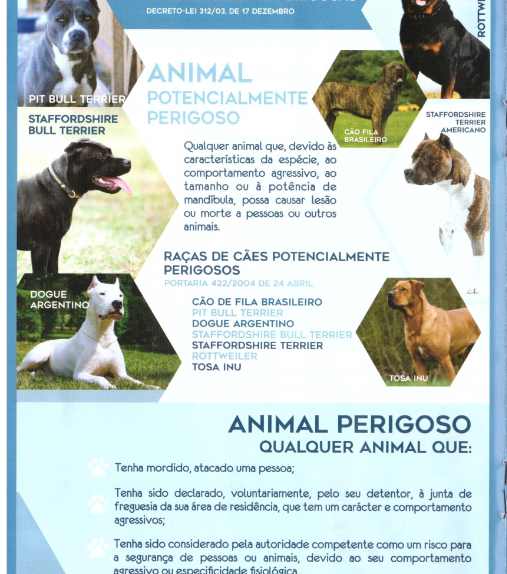 DECRETO-LEI 312/03. DE 17 DEZEMBRO
ROTTW
PIT BULL TERRIER
ANIMAL
POTENCIALMENTE
PERIGOSO
STAFFORDSHIRE
BULL TERRIER
CÃO FILA
BRASILEIRO
STAFFORDSHIRE
TERRIER
AMERICANO
Qualquer animal que, devido às
características da espécie, ao
comportamento agressivo, ao
tamanho ou à potência de
mandíbula, possa causar lesão
ou morte a pessoas ou outros
animais.
RAÇAS DE CÃES POTENCIALMENTE
PERIGOSOS
PORTARIA 422/2004 DE 24 ABRIL
DOGUE
ARGENTINO
CÃO DE FILA BRASILEIRO
PIT BULL TERRIER
DOGUE ARGENTINO
STAFFORDSHIRE BULL TERRIER
STAFFORDSHIRE TERRIER
ROTTWEILER
TOSA INU
TOSA INU
ANIMAL PERIGOSO
QUALQUER ANIMAL QUE:
Tenha mordido, atacado uma pessoa;
Tenha sido declarado, voluntariamente, pelo seu detentor, à junta de
freguesia da sua área de residência, que tem um carácter e comportamento
agressivos;
Tenha sido considerado pela autoridade competente como um risco para
a segurança de pessoas ou animais, devido ao seu comportamento
agressivo ou especificidade fisiológica